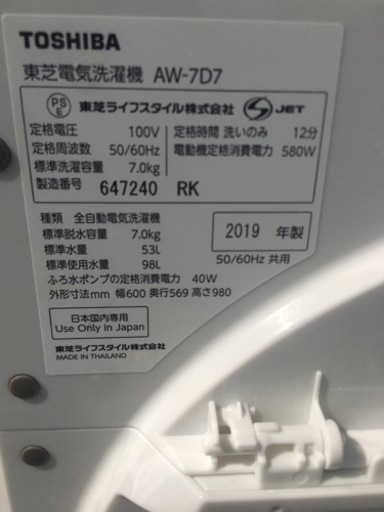 TOSHIBA
東芝電気洗濯機 AW-7D7
PS E 東芝ライフスタイル株式会社 S JET
定格電圧 100V 定格時間 洗いのみ 12分
定格周波数 50/60Hz 電動機定格消費電力 580W
標準洗濯容量 7.0kg
製造番号 647240 RK
種類 全自動電気洗濯機
標準脱水容量 7.0kg 2019 年製
標準水量 53L
標準使用水量 98L 50/60Hz 共用
ふろ水ポンプの定格消費電力 40W
外形寸法mm 幅600 奥行569 高さ980
日本国内専用
Use Only in Japan
東芝ライフスタイル株式会社
MADE IN THAILAND